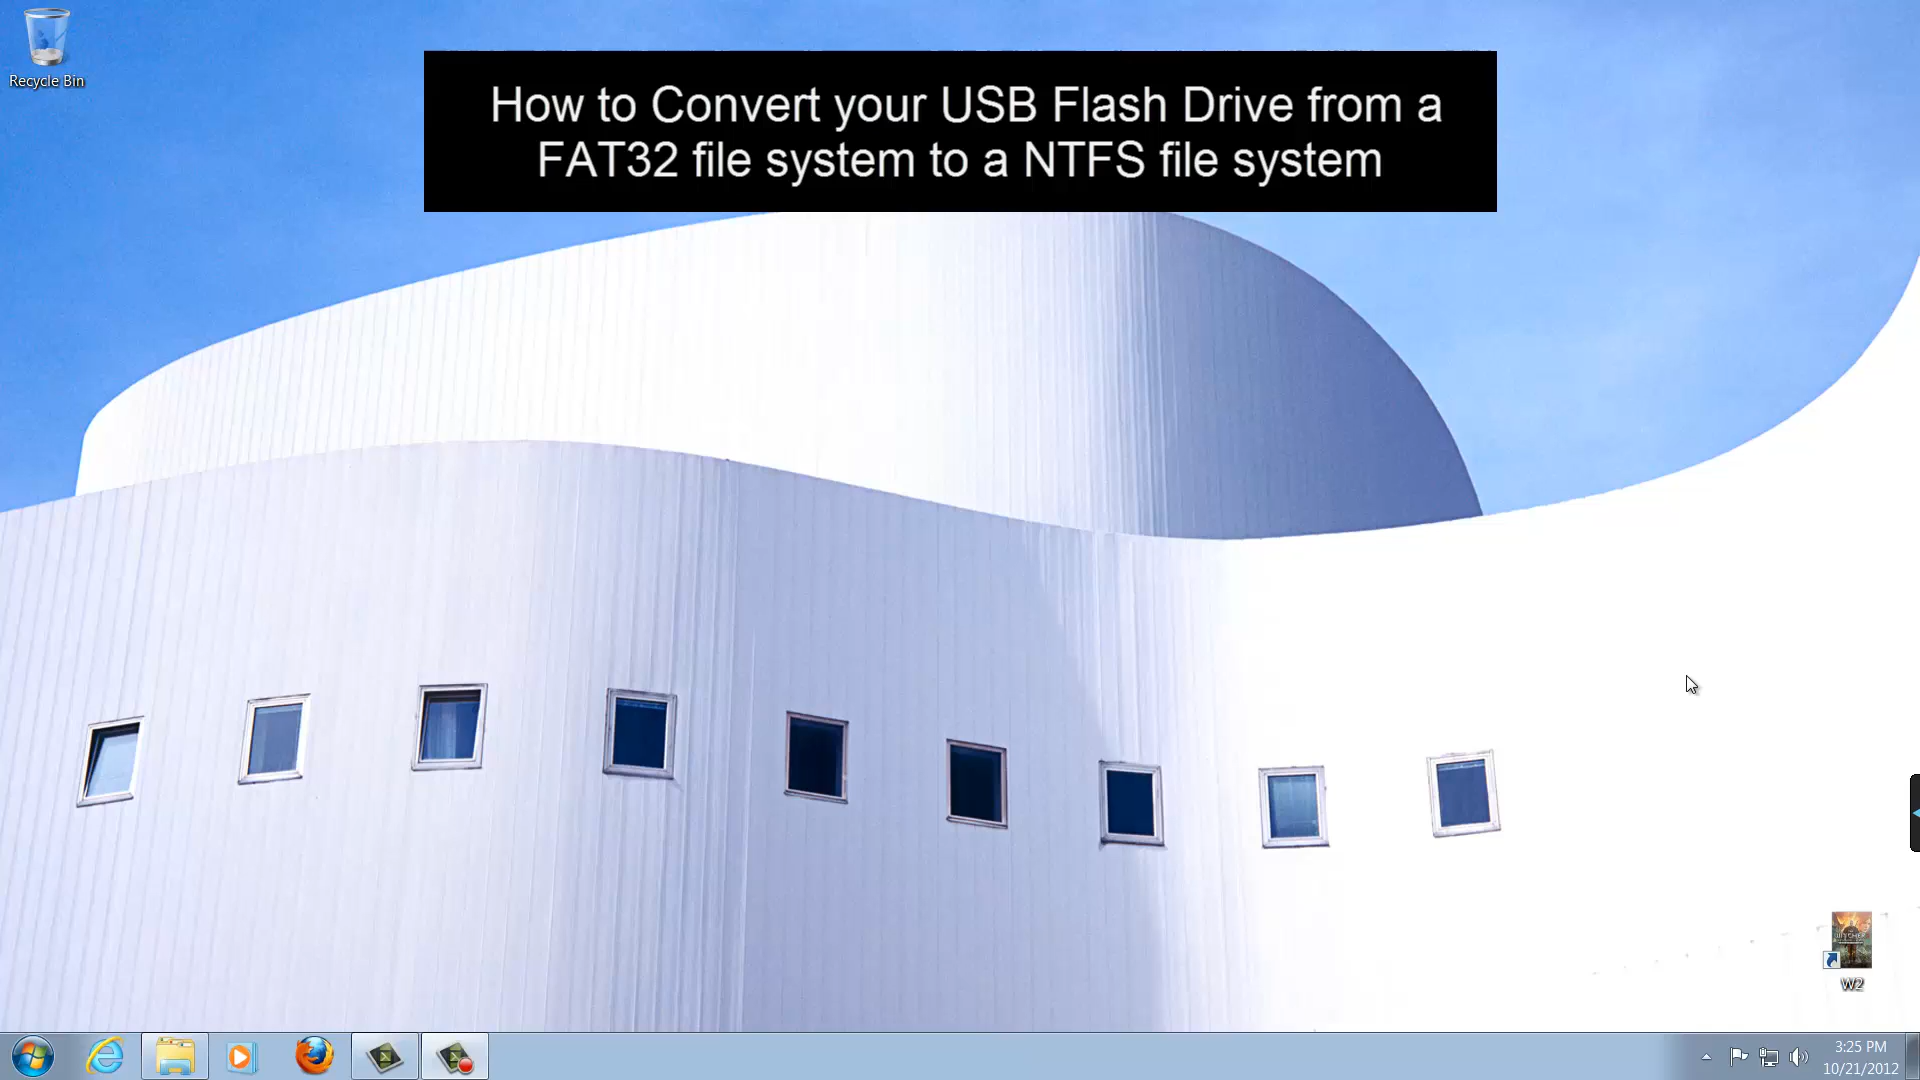 Recycle Bin
How to Convert your USB Flash Drive from a
FAT32 file system to a NTFS file system
WITCHER
W2
3:25 PM
10/21/2012